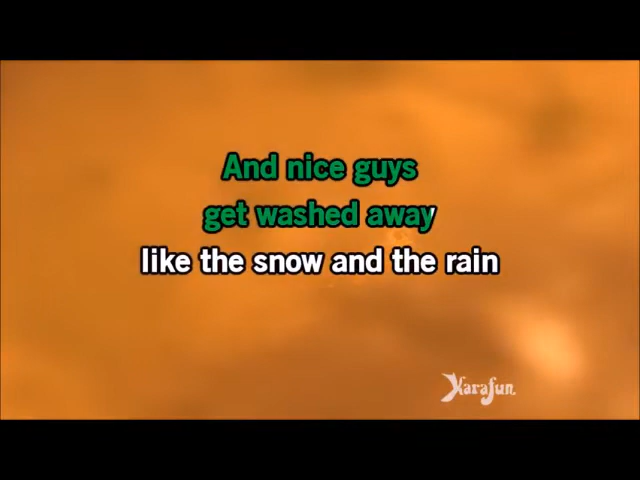 And nice guys
get washed away
like the snow and the rain
Karafun